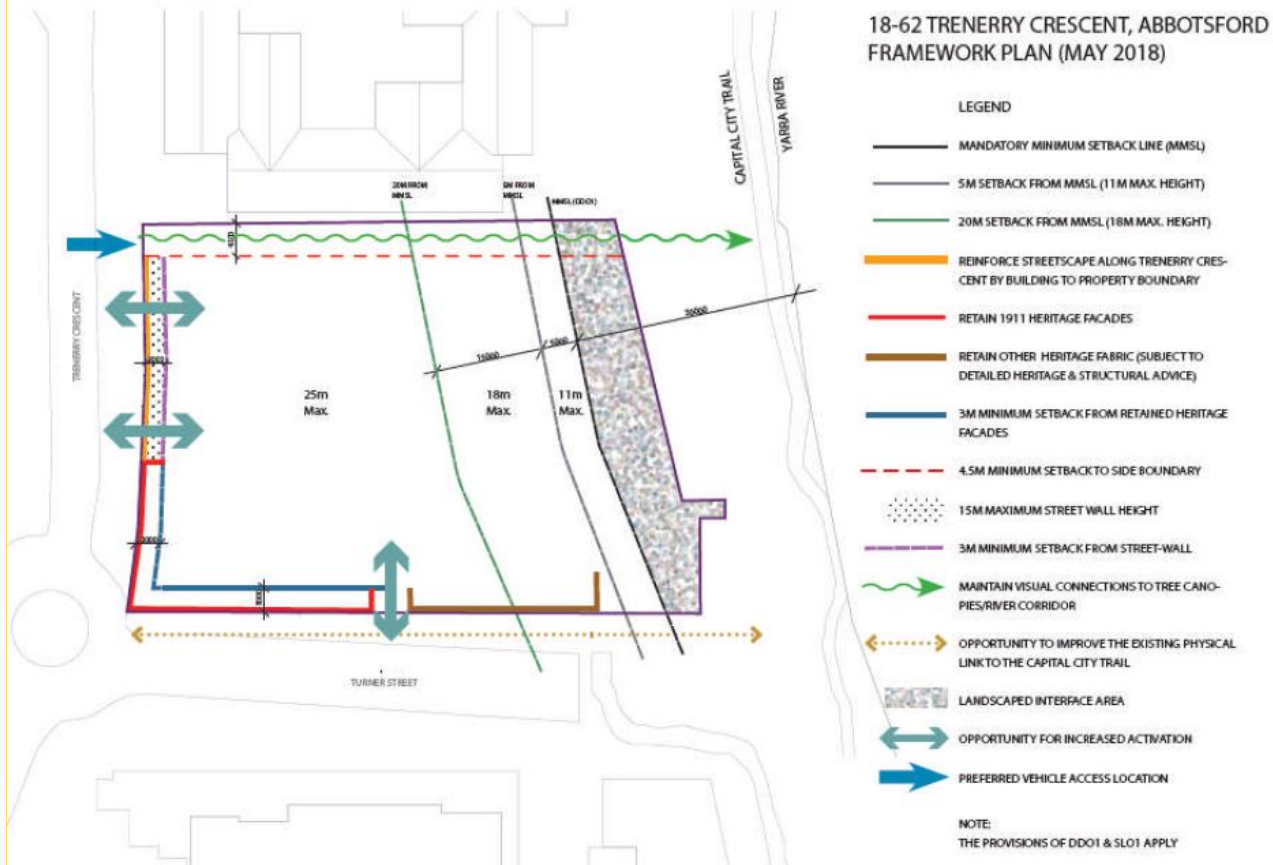 18-62 TRENERRY CRESCENT, ABBOTSFORD
FRAMEWORK PLAN (MAY 2018)
LEGEND
MANDATORY MINIMUM SETBACK LINE (MMSL)
5M SETBACK FROM MMSL (11M MAX. HEIGHT)
20M SETBACK FROM MMSL (18M MAX. HEIGHT)
REINFORCE STREETSCAPE ALONG TRENERRY CRES-
CENT BY BUILDING TO PROPERTY BOUNDARY
RETAIN 1911 HERITAGE FACADES
RETAIN OTHER HERITAGE FABRIC (SUBJECT TO
DETAILED HERITAGE & STRUCTURAL ADVICE)
3M MINIMUM SETBACK FROM RETAINED HERITAGE
FACADES
4.5M MINIMUM SETBACK TO SIDE BOUNDARY
15M MAXIMUM STREET WALL HEIGHT
3M MINIMUM SETBACK FROM STREET-WALL
MAINTAIN VISUAL CONNECTIONS TO TREE CANO-
PIES/RIVER CORRIDOR
OPPORTUNITY TO IMPROVE THE EXISTING PHYSICAL
LINK TO THE CAPITAL CITY TRAIL
LANDSCAPED INTERFACE AREA
OPPORTUNITY FOR INCREASED ACTIVATION
PREFERRED VEHICLE ACCESS LOCATION
NOTE:
THE PROVISIONS OF DDO1 & SLO1 APPLY
CAPITAL CITY TRAIL
YARRA RIVER
20M FROM
MMSL
5M FROM
MMSL
MMSL (DDO1)
TRENERRY CRESCENT
30000
15000
5000
25m
Max.
18m
Max.
11m
Max.
3000
3000
TURNER STREET